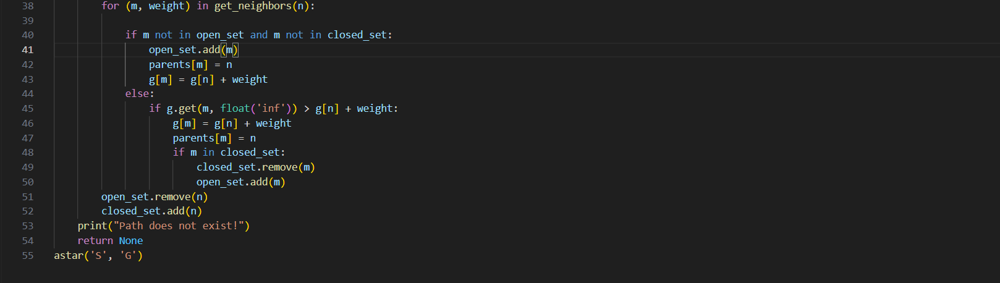 38 for (m, weight) in get_neighbors(n):
39
40 if m not in open_set and m not in closed_set:
41 open_set.add(m)
42 parents[m] = n
43 g[m] = g[n] + weight
44 else:
45 if g.get(m, float('inf')) > g[n] + weight:
46 g[m] = g[n] + weight
47 parents[m] = n
48 if m in closed_set:
49 closed_set.remove(m)
50 open_set.add(m)
51 open_set.remove(n)
52 closed_set.add(n)
53 print("Path does not exist!")
54 return None
55 astar('S', 'G')